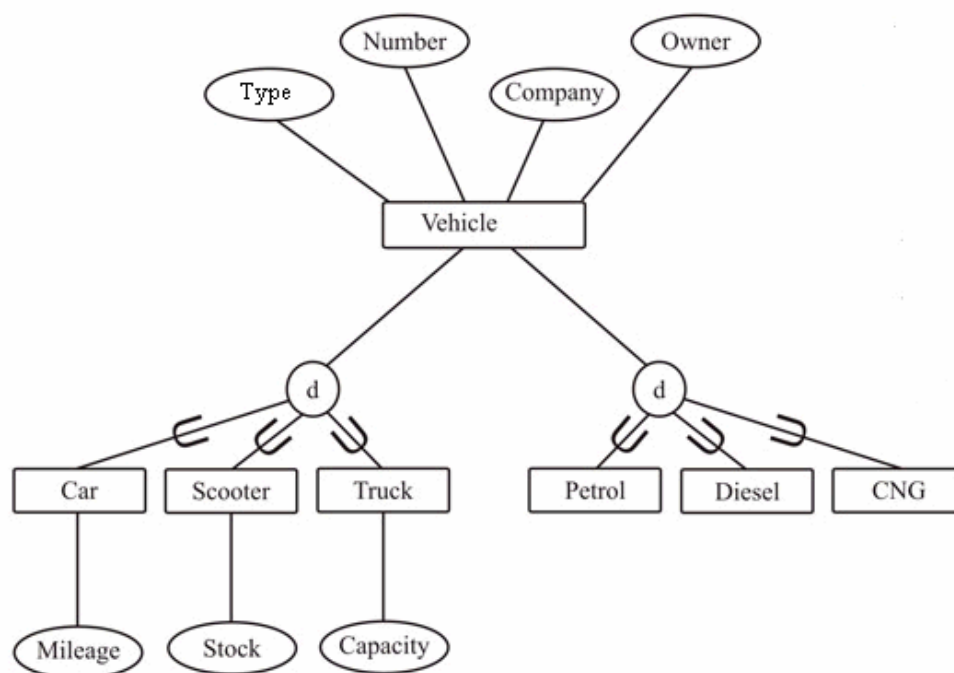 Number
Owner
Type
Company
Vehicle
d
d
Car
Scooter
Truck
Petrol
Diesel
CNG
Mileage
Stock
Capacity